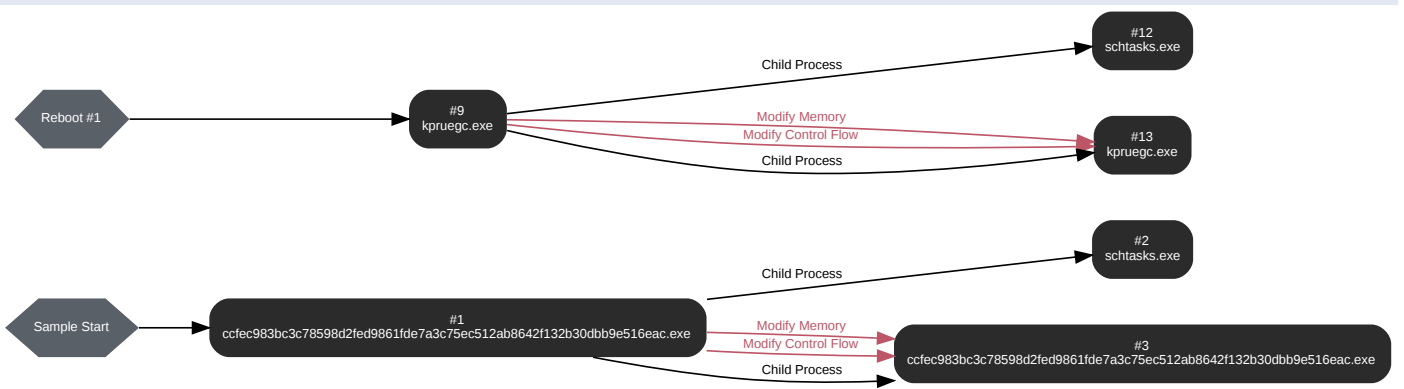 #12
schtasks.exe
Child Process
Reboot #1
#9
kpruegc.exe
Modify Memory
Modify Control Flow
Child Process
#13
kpruegc.exe
#2
schtasks.exe
Child Process
Sample Start
#1
ccfec983bc3c78598d2fed9861fde7a3c75ec512ab8642f132b30dbb9e516eac.exe
Modify Memory
Modify Control Flow
Child Process
#3
ccfec983bc3c78598d2fed9861fde7a3c75ec512ab8642f132b30dbb9e516eac.exe